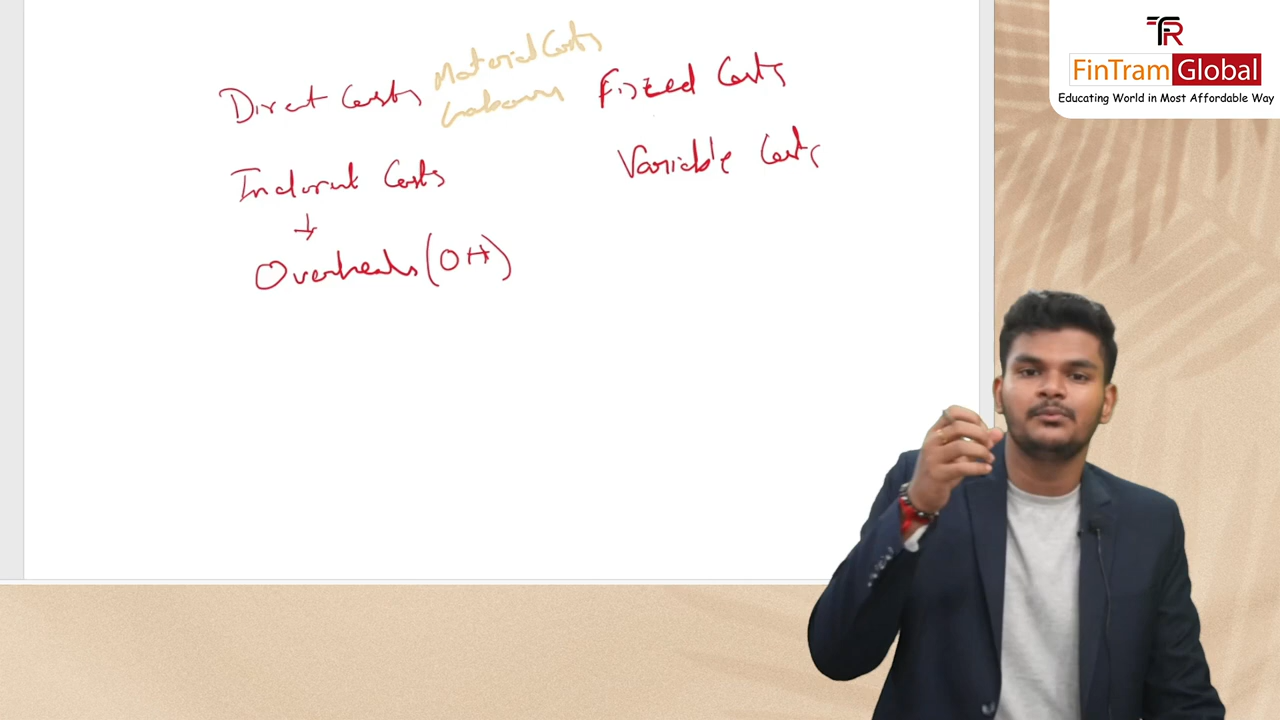 Direct Costs
Material Costs
Labour
Fixed Costs
Variable Costs
Indirect Costs
Overheads (OH)
TR
FinTram Global
Educating World in Most Affordable Way